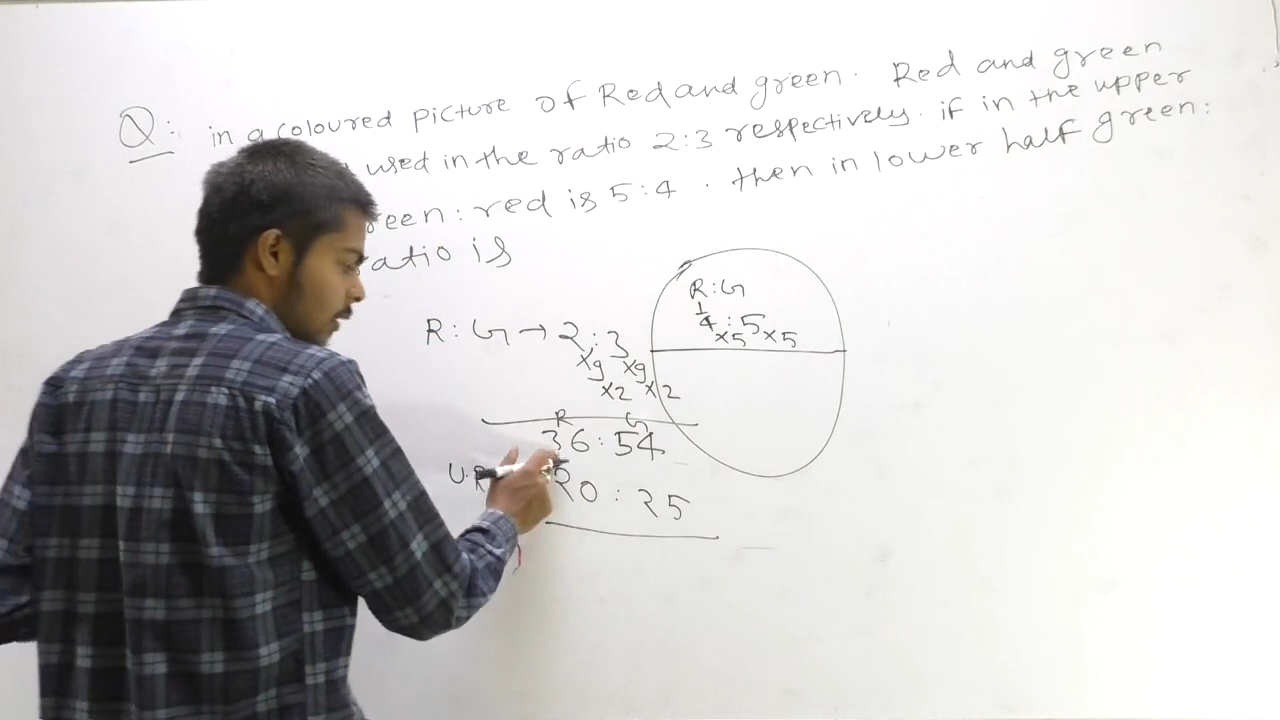 Q: in a coloured picture of Red and green. Red and green
used in the ratio 2:3 respectively. if in the upper
reen: red is 5:4. then in lower half green:
atio is
R:G
4:5
×5 ×5
R:G→2:3
×9 ×9
×2 ×2
R G
36:54
U.P
20:25